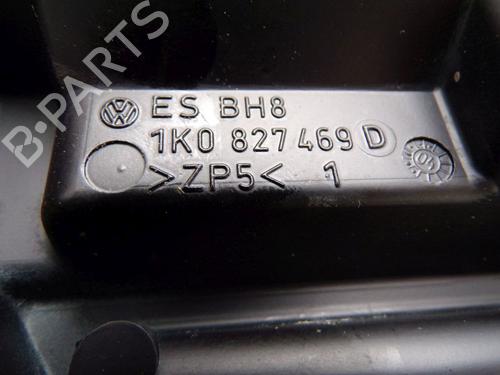 B-PARTS
ES BH8
1K0 827 469 D
>ZP5< 1